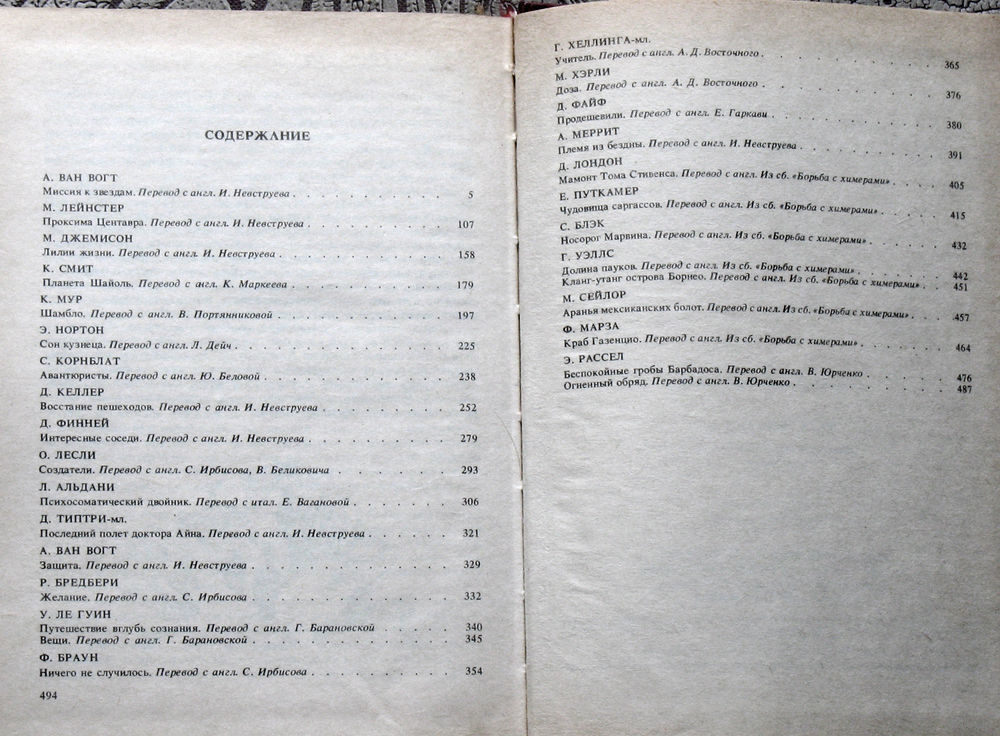 СОДЕРЖАНИЕ
А. ВАН ВОГТ
Миссия к звездам. Перевод с англ. И. Невструева . . . . . . . . . . 5
М. ЛЕЙНСТЕР
Проксима Центавра. Перевод с англ. И. Невструева . . . . . . . . . 107
М. ДЖЕМИСОН
Лилии жизни. Перевод с англ. И. Невструева . . . . . . . . . . 158
К. СМИТ
Планета Шайоль. Перевод с англ. К. Маркеева . . . . . . . . . . 179
К. МУР
Шамбло. Перевод с англ. В. Портянниковой . . . . . . . . . . 197
Э. НОРТОН
Сон кузнеца. Перевод с англ. Л. Дейч . . . . . . . . . . . . 225
С. КОРНБЛАТ
Авантюристы. Перевод с англ. Ю. Беловой . . . . . . . . . . . 238
Д. КЕЛЛЕР
Восстание пешеходов. Перевод с англ. И. Невструева . . . . . . . . 252
Д. ФИННЕЙ
Интересные соседи. Перевод с англ. И. Невструева . . . . . . . . . 279
О. ЛЕСЛИ
Создатели. Перевод с англ. С. Ирбисова, В. Беликовича . . . . . . . 293
Л. АЛЬДАНИ
Психосоматический двойник. Перевод с итал. Е. Вагановой . . . . . . 306
Д. ТИПТРИ-мл.
Последний полет доктора Айна. Перевод с англ. И. Невструева . . . . . 321
А. ВАН ВОГТ
Защита. Перевод с англ. И. Невструева . . . . . . . . . . . . 329
Р. БРЕДБЕРИ
Желание. Перевод с англ. С. Ирбисова . . . . . . . . . . . . 332
У. ЛЕ ГУИН
Путешествие вглубь сознания. Перевод с англ. Г. Барановской . . . . . 340
Вещи. Перевод с англ. Г. Барановской . . . . . . . . . . . . 345
Ф. БРАУН
Ничего не случилось. Перевод с англ. С. Ирбисова . . . . . . . . . 354
494
Г. ХЕЛЛИНГА-мл.
Учитель. Перевод с англ. А. Д. Восточного . . . . . . . . . . 365
М. ХЭРЛИ
Доза. Перевод с англ. А. Д. Восточного . . . . . . . . . . . 376
Д. ФАЙФ
Продешевили. Перевод с англ. Е. Гаркави . . . . . . . . . . . 380
А. МЕРРИТ
Племя из бездны. Перевод с англ. И. Невструева . . . . . . . . . 391
Д. ЛОНДОН
Мамонт Тома Стивенса. Перевод с англ. Из сб. «Борьба с химерами» . . . 405
Е. ПУТКАМЕР
Чудовища саргассов. Перевод с англ. Из сб. «Борьба с химерами» . . . . 415
С. БЛЭК
Носорог Марвина. Перевод с англ. Из сб. «Борьба с химерами» . . . . . 432
Г. УЭЛЛС
Долина пауков. Перевод с англ. Из сб. «Борьба с химерами» . . . . . . 442
Кланг-утанг острова Борнео. Перевод с англ. Из сб. «Борьба с химерами» . . 451
М. СЕЙЛОР
Аранья мексиканских болот. Перевод с англ. Из сб. «Борьба с химерами» . . 457
Ф. МАРЗА
Краб Газенцио. Перевод с англ. Из сб. «Борьба с химерами» . . . . . . 464
Э. РАССЕЛ
Беспокойные гробы Барбадоса. Перевод с англ. В. Юрченко . . . . . . 476
Огненный обряд. Перевод с англ. В. Юрченко . . . . . . . . . . 487